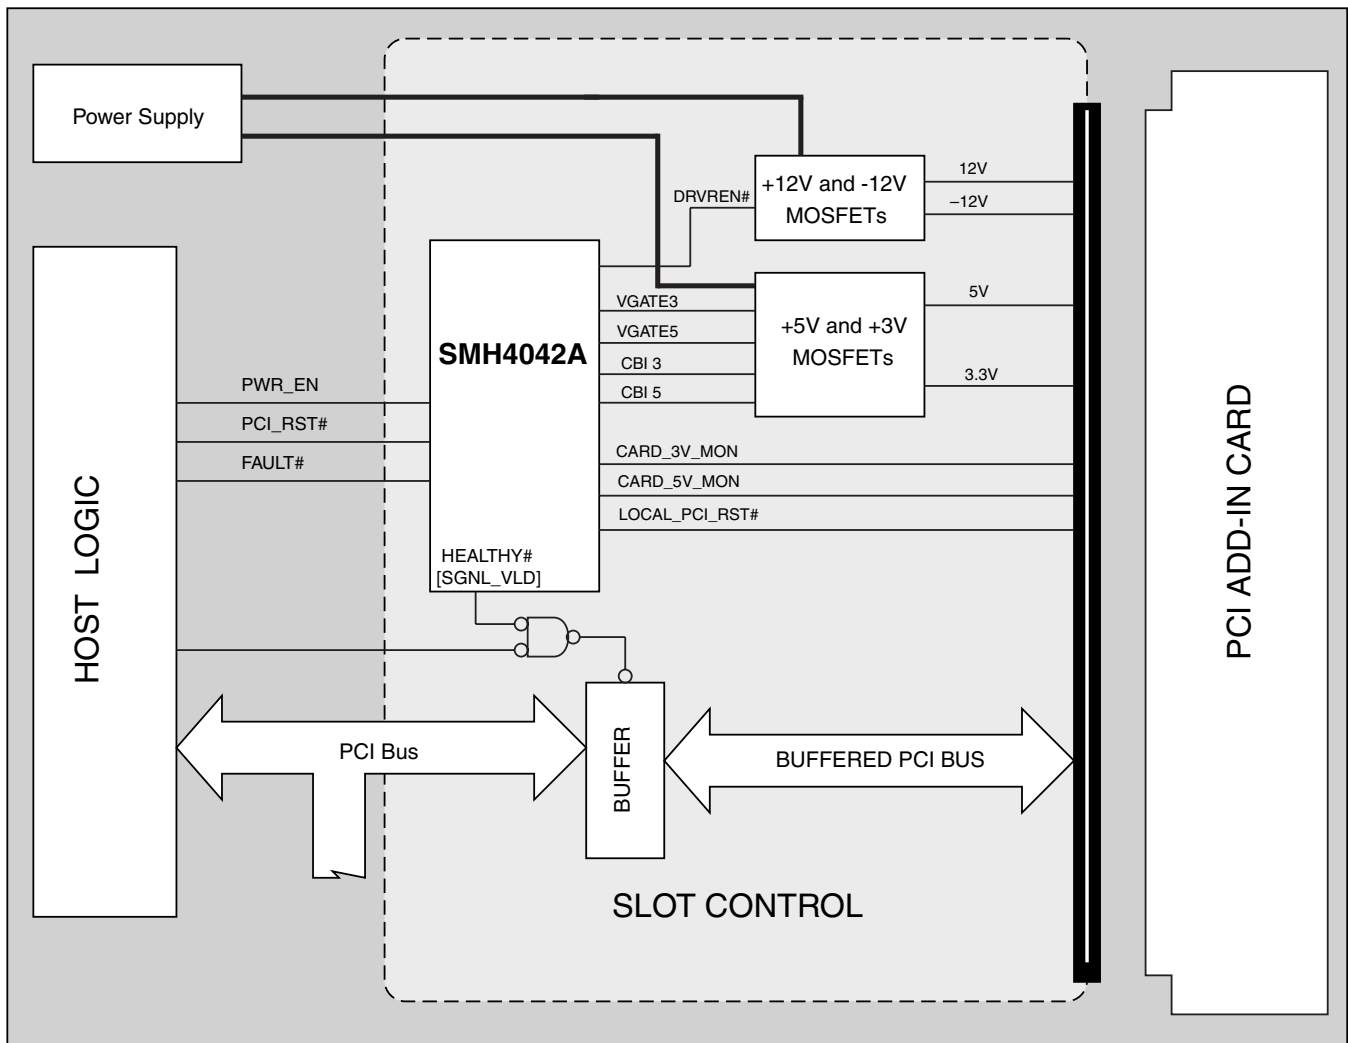 Power Supply
DRVREN#
+12V and -12V
MOSFETs
12V
–12V
VGATE3
VGATE5
CBI 3
CBI 5
+5V and +3V
MOSFETs
5V
3.3V
SMH4042A
PWR_EN
PCI_RST#
FAULT#
CARD_3V_MON
CARD_5V_MON
LOCAL_PCI_RST#
HEALTHY#
[SGNL_VLD]
HOST LOGIC
PCI Bus
BUFFER
BUFFERED PCI BUS
SLOT CONTROL
PCI ADD-IN CARD